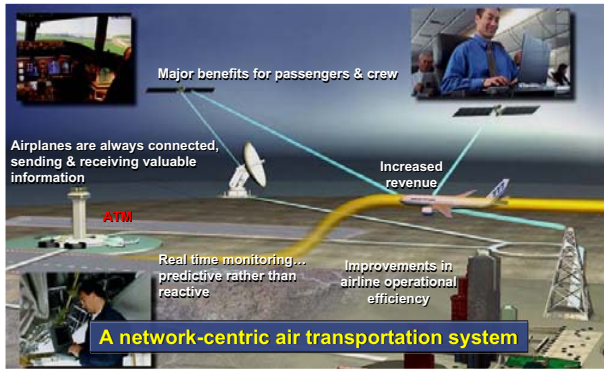 Major benefits for passengers & crew
Airplanes are always connected,
sending & receiving valuable
information
Increased
revenue
ATM
Real time monitoring…
predictive rather than
reactive
Improvements in
airline operational
efficiency
A network-centric air transportation system